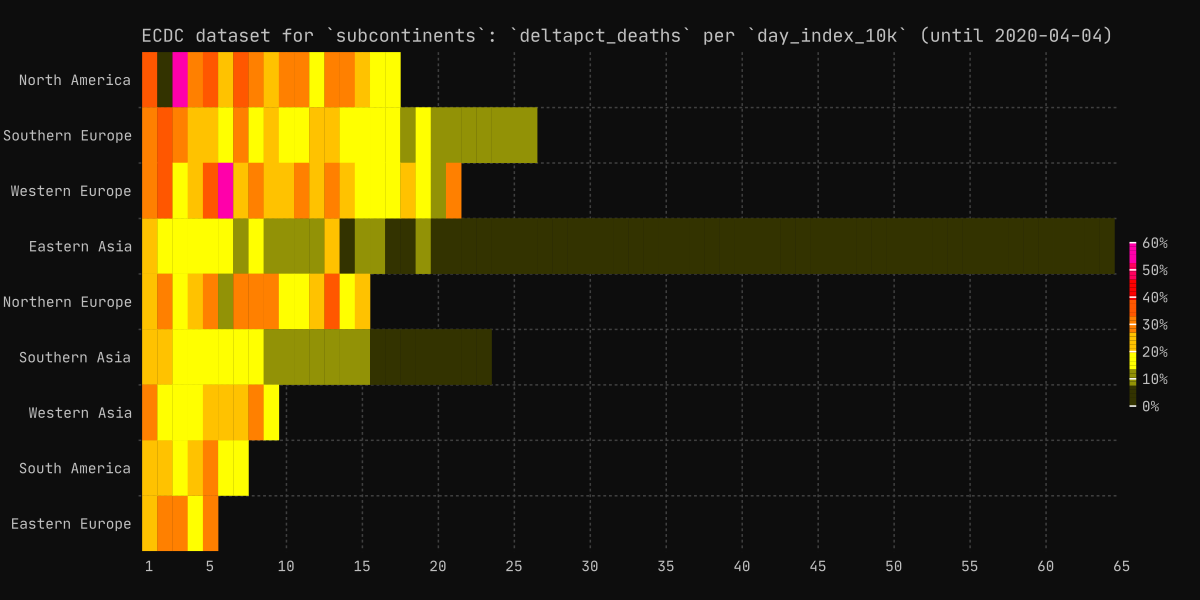 ECDC dataset for `subcontinents`: `deltapct_deaths` per `day_index_10k` (until 2020-04-04)
North America
Southern Europe
Western Europe
Eastern Asia
Northern Europe
Southern Asia
Western Asia
South America
Eastern Europe
1 5 10 15 20 25 30 35 40 45 50 55 60 65
60%
50%
40%
30%
20%
10%
0%